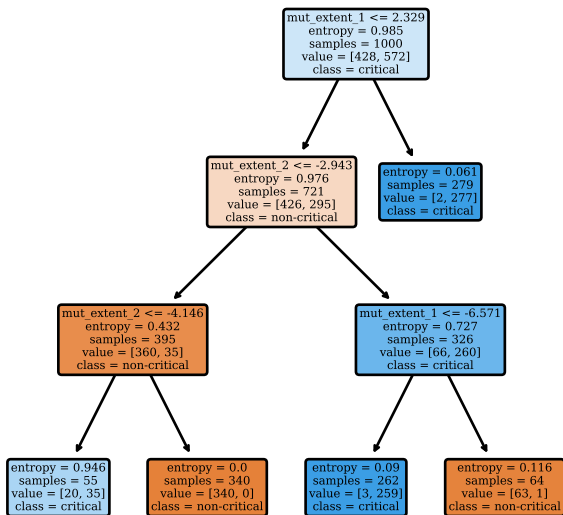 mut_extent_1 <= 2.329
entropy = 0.985
samples = 1000
value = [428, 572]
class = critical
mut_extent_2 <= -2.943
entropy = 0.976
samples = 721
value = [426, 295]
class = non-critical
entropy = 0.061
samples = 279
value = [2, 277]
class = critical
mut_extent_2 <= -4.146
entropy = 0.432
samples = 395
value = [360, 35]
class = non-critical
mut_extent_1 <= -6.571
entropy = 0.727
samples = 326
value = [66, 260]
class = critical
entropy = 0.946
samples = 55
value = [20, 35]
class = critical
entropy = 0.0
samples = 340
value = [340, 0]
class = non-critical
entropy = 0.09
samples = 262
value = [3, 259]
class = critical
entropy = 0.116
samples = 64
value = [63, 1]
class = non-critical